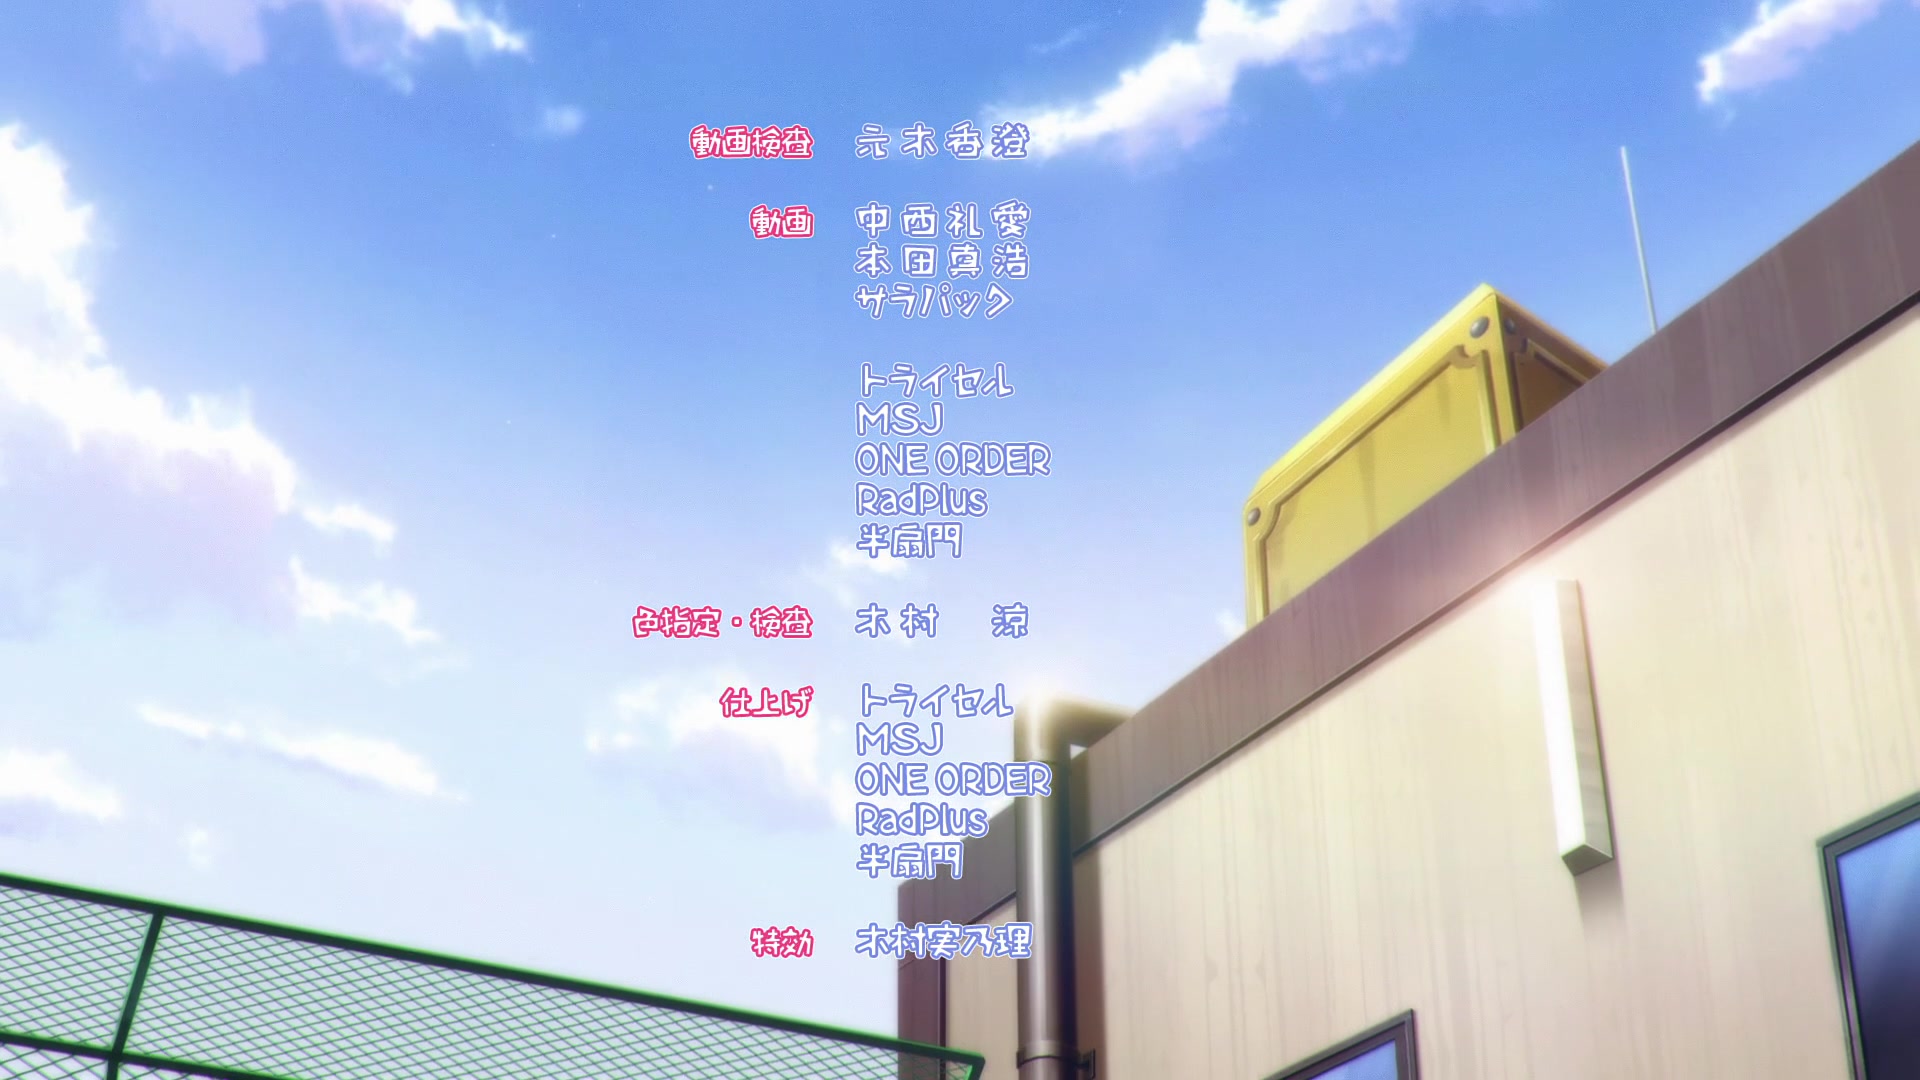 動画検査 元木香澄
動画 中西礼愛
本田真浩
サラパック
トライセル
MSJ
ONE ORDER
RadPlus
半扇門
色指定・検査 木村 涼
仕上げ トライセル
MSJ
ONE ORDER
RadPlus
半扇門
特効 木村実乃理